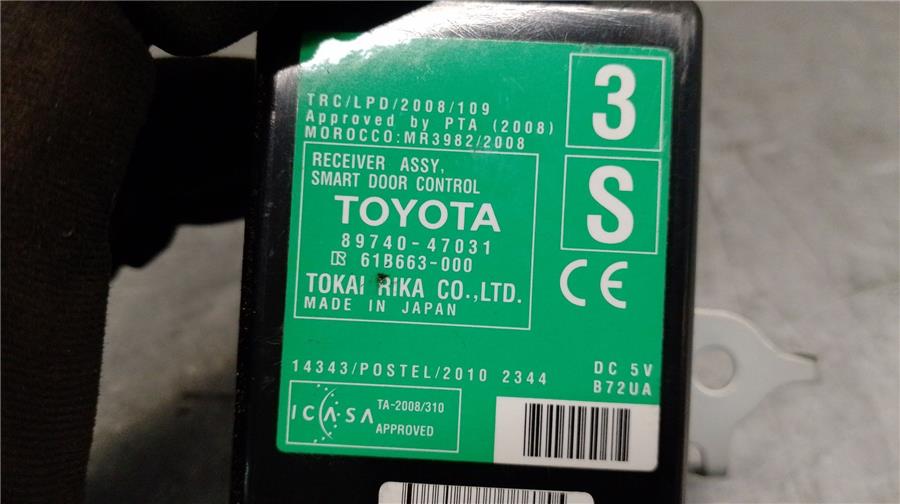 TRC/LPD/2008/109
Approved by PTA (2008)
MOROCCO:MR3982/2008
3
S
RECEIVER ASSY,
SMART DOOR CONTROL
TOYOTA
89740-47031
61B663-000
TOKAI RIKA CO.,LTD.
MADE IN JAPAN
CE
14343/POSTEL/2010 2344
DC 5V
B72UA
ICASA
TA-2008/310
APPROVED